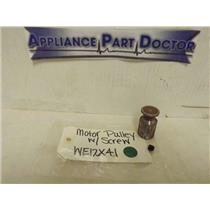 APPLIANCE PART DOCTOR
Motor Pulley
w/ Screw
WE12X41